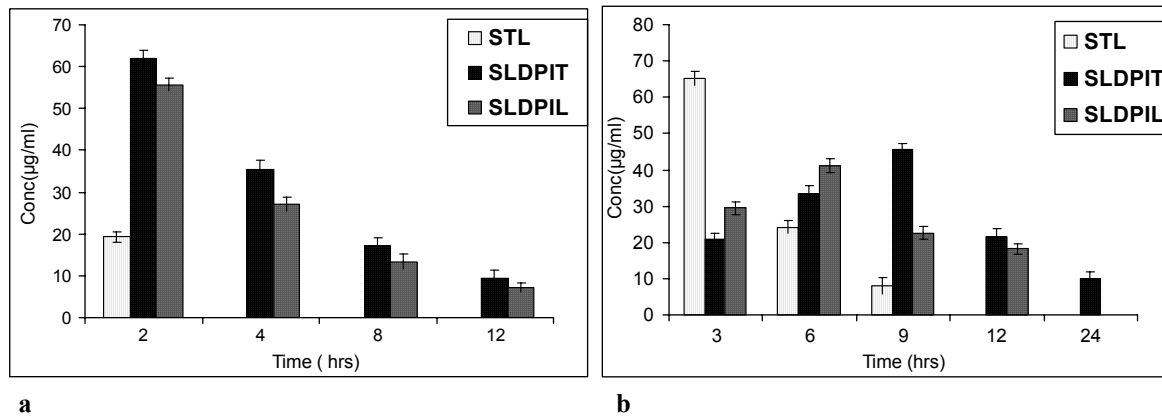 70
60
50
40
30
20
10
0
Conc(µg/ml)
2 4 8 12
Time ( hrs)
STL
SLDPIT
SLDPIL
a
80
70
60
50
40
30
20
10
0
Conc(µg/ml)
3 6 9 12 24
Time (hrs)
STL
SLDPIT
SLDPIL
b